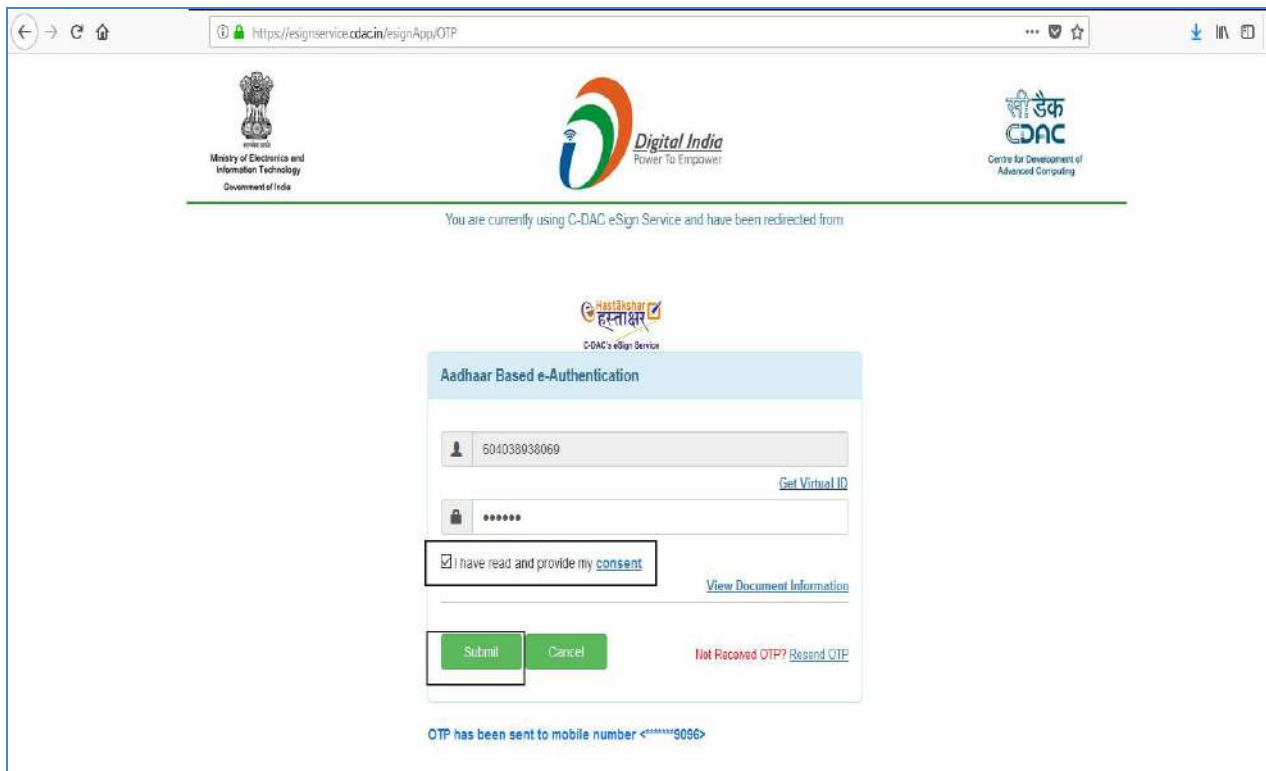 https://esignservice.cdac.in/esignApp/OTP
सत्यमेव जयते
Ministry of Electronics and
Information Technology
Government of India
Digital India
Power To Empower
सी डैक
CDAC
Centre for Development of
Advanced Computing
You are currently using C-DAC eSign Service and have been redirected from
Hastākshar
हस्ताक्षर
C-DAC's eSign Service
Aadhaar Based e-Authentication
604038938069
Get Virtual ID
••••••
I have read and provide my consent
View Document Information
Submit
Cancel
Not Received OTP? Resend OTP
OTP has been sent to mobile number <*******9096>